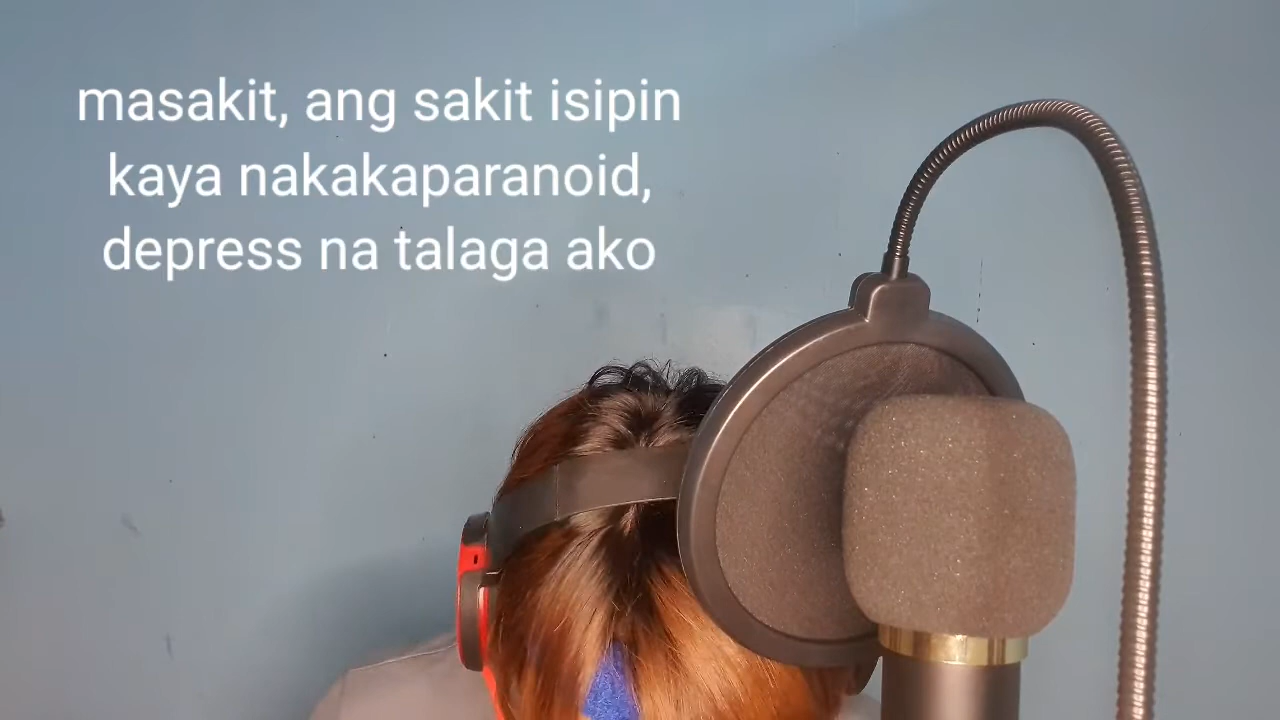 masakit, ang sakit isipin
kaya nakakaparanoid,
depress na talaga ako